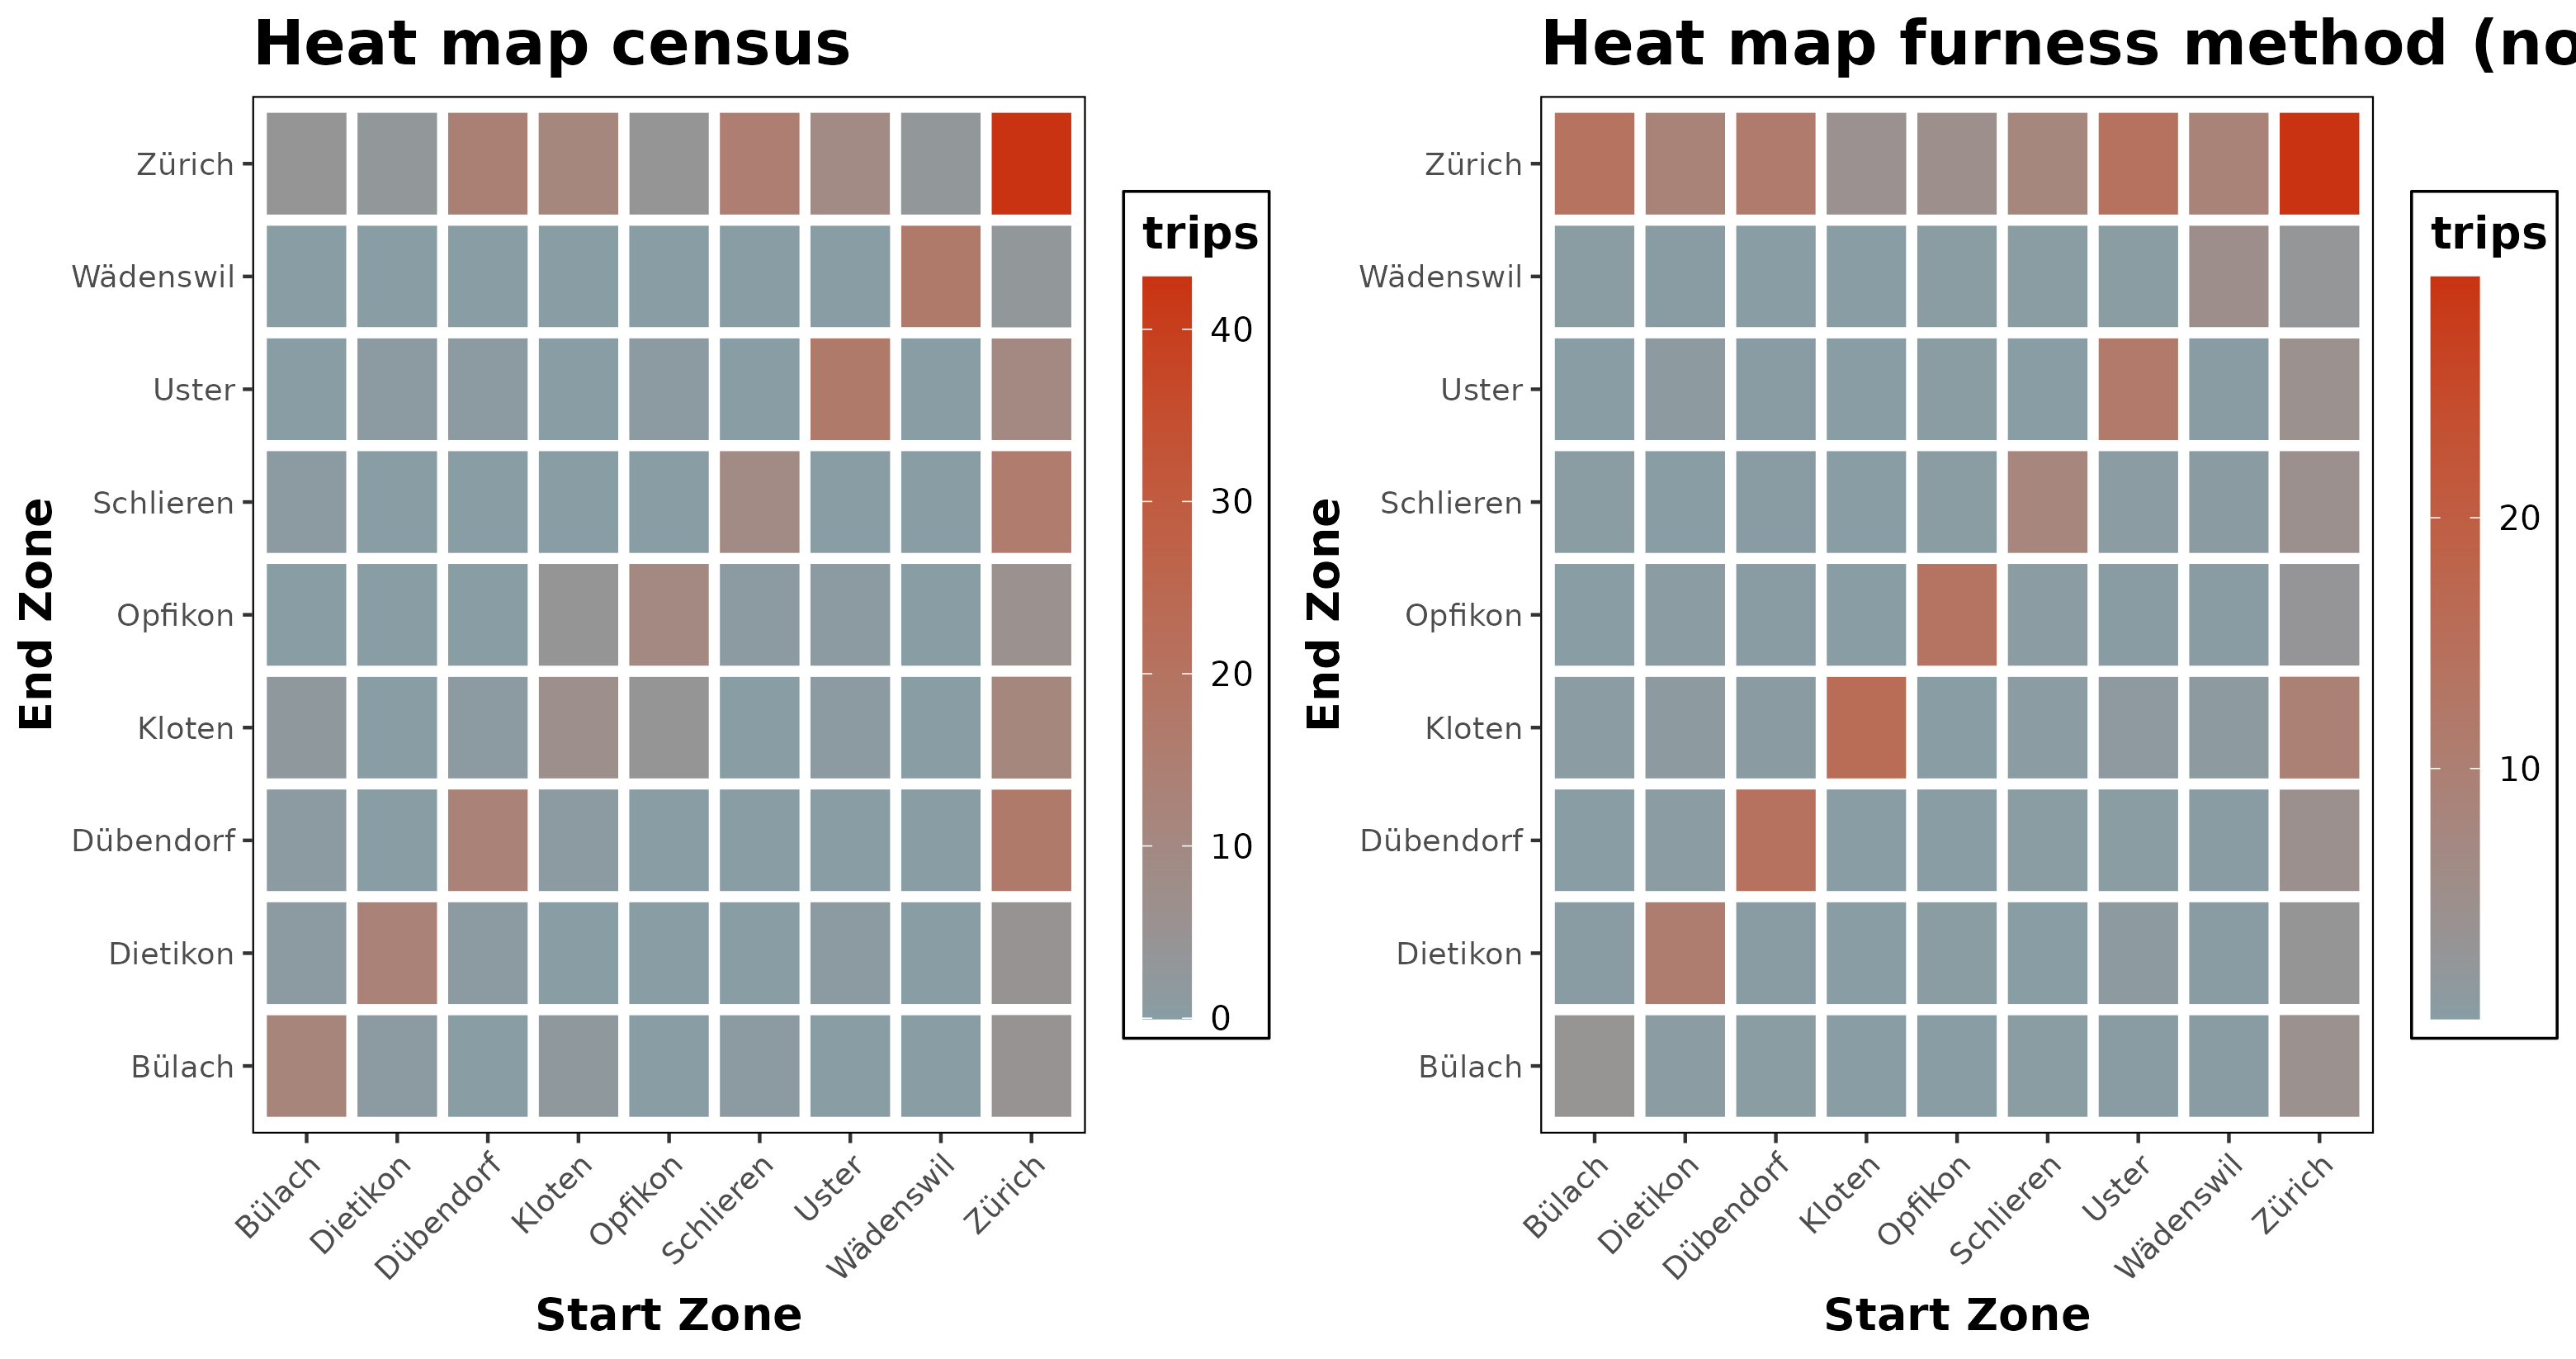 Heat map census
Zürich
Wädenswil
Uster
Schlieren
Opfikon
Kloten
Dübendorf
Dietikon
Bülach
End Zone
Bülach
Dietikon
Dübendorf
Kloten
Opfikon
Schlieren
Uster
Wädenswil
Zürich
Start Zone
trips
40
30
20
10
0
Heat map furness method (no
Zürich
Wädenswil
Uster
Schlieren
Opfikon
Kloten
Dübendorf
Dietikon
Bülach
End Zone
Bülach
Dietikon
Dübendorf
Kloten
Opfikon
Schlieren
Uster
Wädenswil
Zürich
Start Zone
trips
20
10